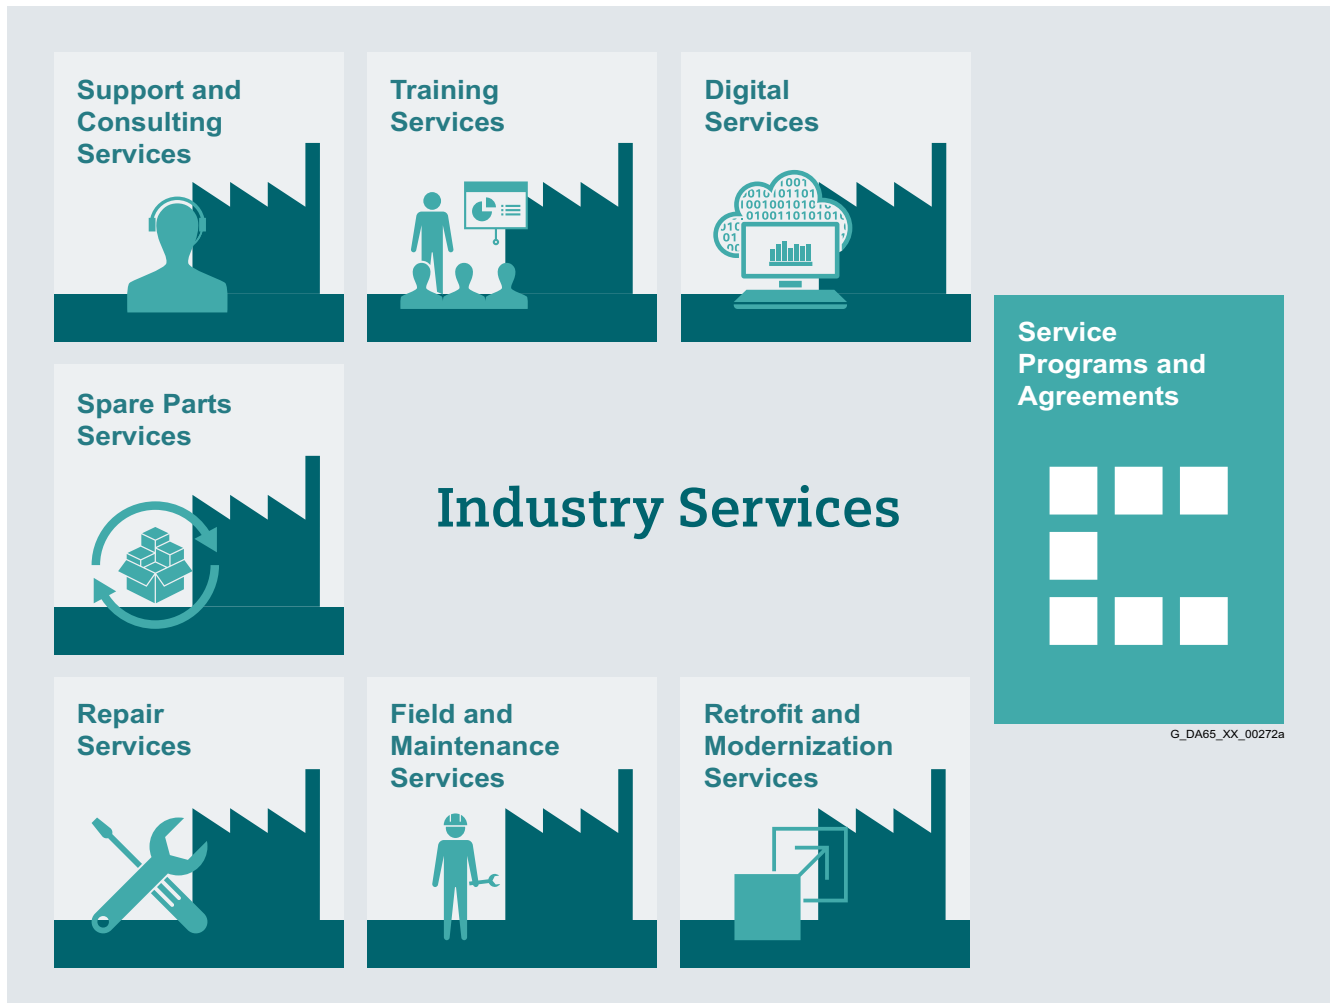 Support and
Consulting
Services
Training
Services
Digital
Services
Service
Programs and
Agreements
Spare Parts
Services
Industry Services
Repair
Services
Field and
Maintenance
Services
Retrofit and
Modernization
Services
G_DA65_XX_00272a